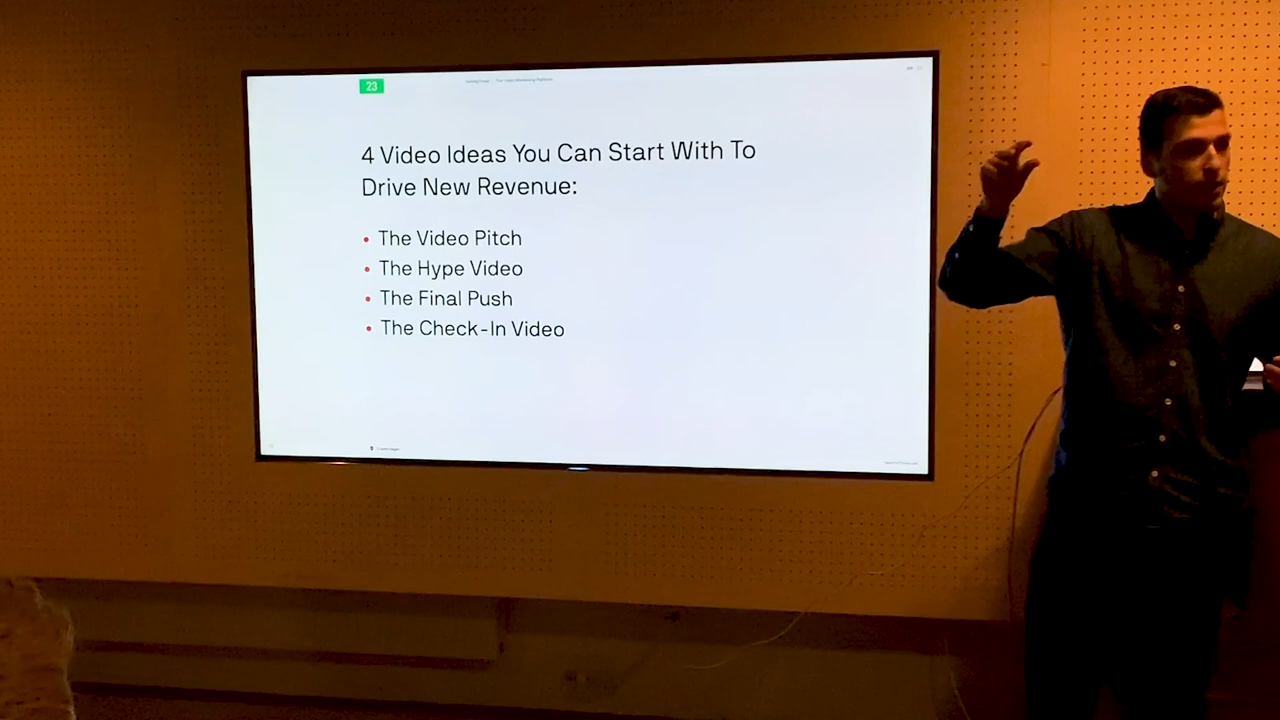 23
4 Video Ideas You Can Start With To
Drive New Revenue:
• The Video Pitch
• The Hype Video
• The Final Push
• The Check-In Video